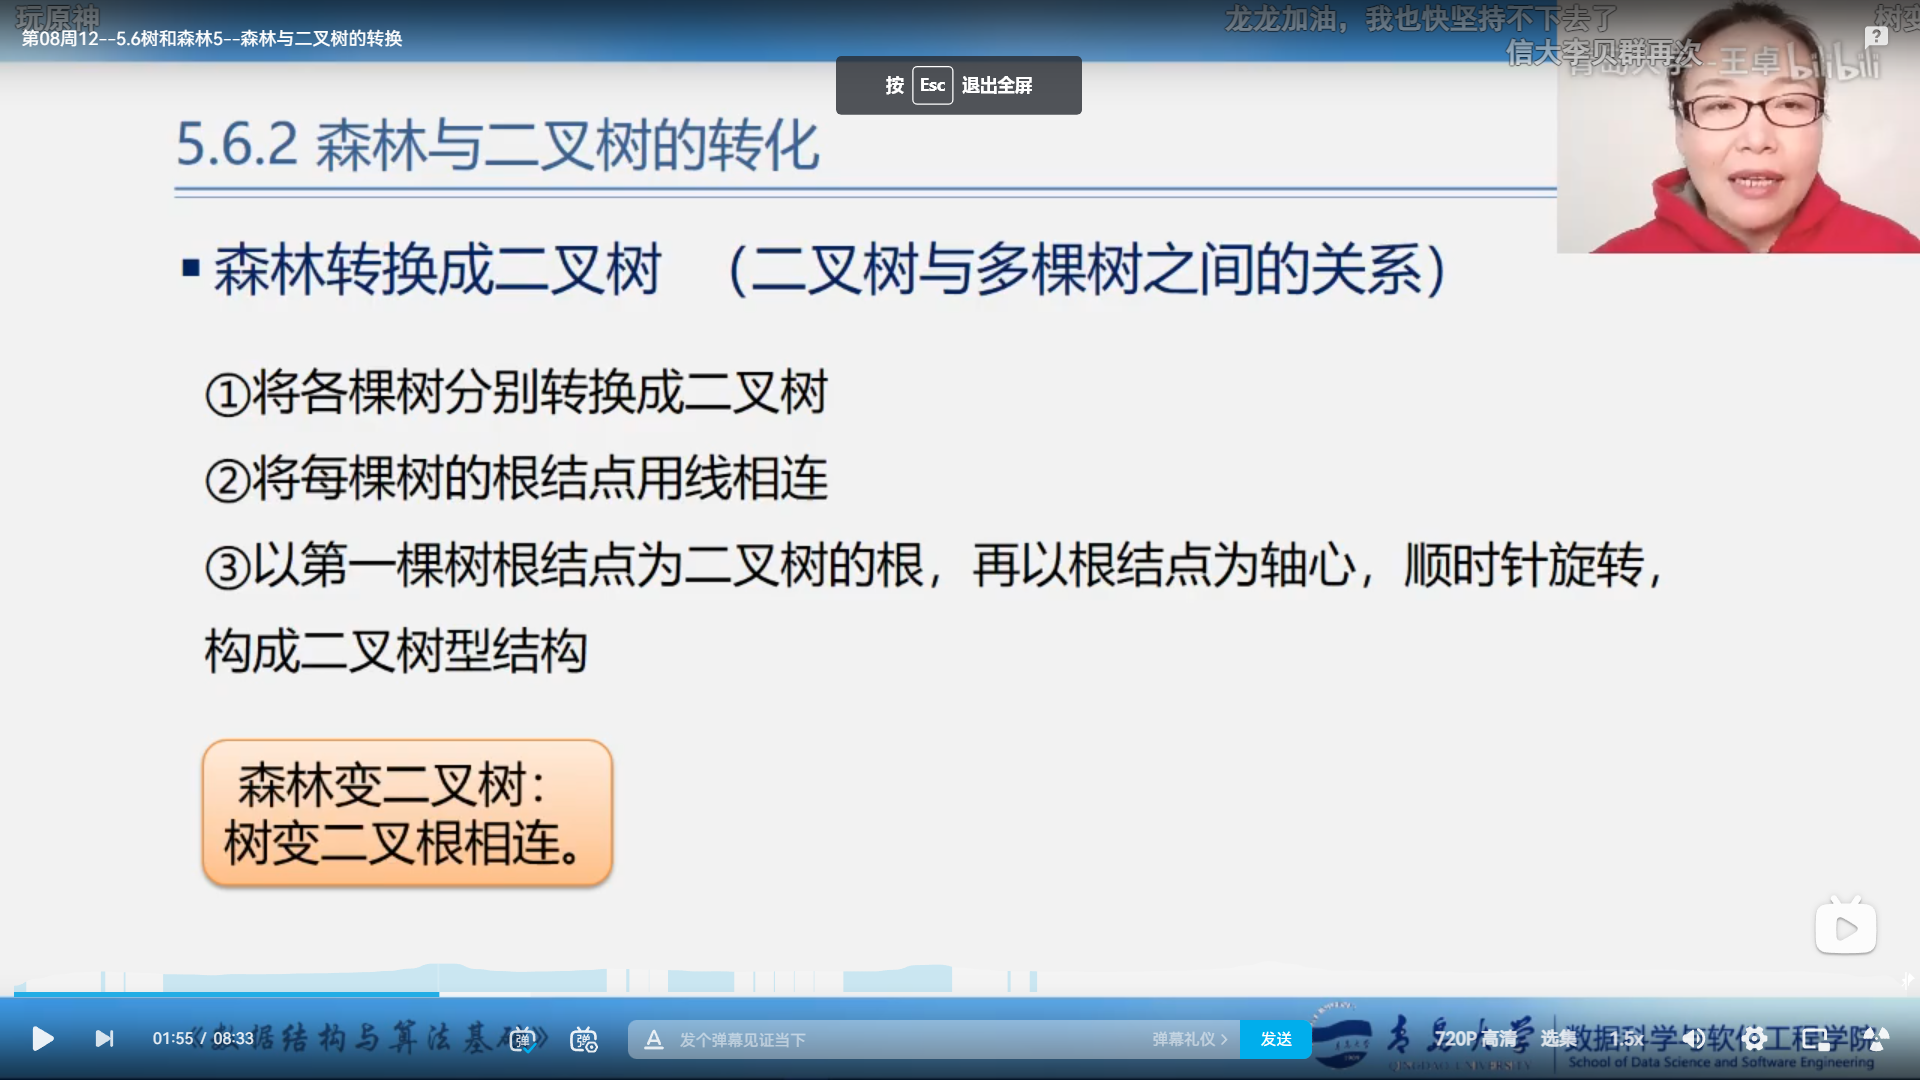 玩原神
龙龙加油，我也快坚持不下去了
树变
第08周12--5.6树和森林5--森林与二叉树的转换
信大李贝群再次
王卓
bilibili
按 Esc 退出全屏
5.6.2 森林与二叉树的转化
▪ 森林转换成二叉树 （二叉树与多棵树之间的关系）
①将各棵树分别转换成二叉树
②将每棵树的根结点用线相连
③以第一棵树根结点为二叉树的根，再以根结点为轴心，顺时针旋转，
构成二叉树型结构
森林变二叉树：
树变二叉根相连。
01:55 / 08:33
《数据结构与算法基础》
弹
弹
A
发个弹幕见证当下
弹幕礼仪 >
发送
青岛大学
QINGDAO UNIVERSITY
720P 高清
选集
1.5x
数据科学与软件工程学院
School of Data Science and Software Engineering